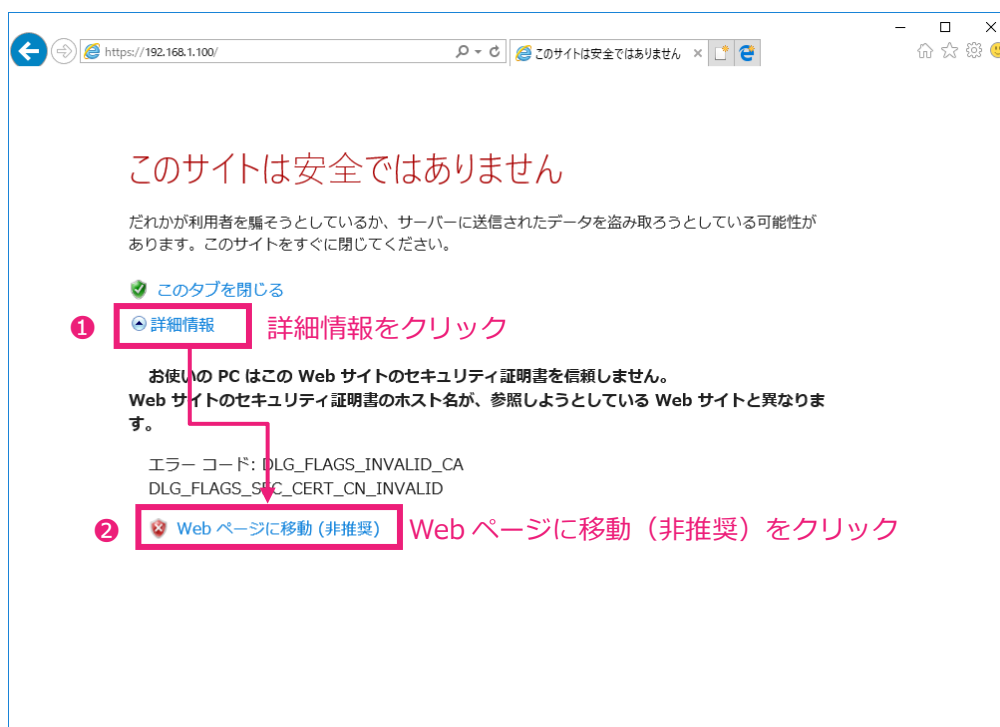 https://192.168.1.100/
このサイトは安全ではありません
このサイトは安全ではありません
だれかが利用者を騙そうとしているか、サーバーに送信されたデータを盗み取ろうとしている可能性が
あります。このサイトをすぐに閉じてください。
このタブを閉じる
❶ 詳細情報 詳細情報をクリック
お使いの PC はこの Web サイトのセキュリティ証明書を信頼しません。
Web サイトのセキュリティ証明書のホスト名が、参照しようとしている Web サイトと異なりま
す。
エラー コード: DLG_FLAGS_INVALID_CA
DLG_FLAGS_SEC_CERT_CN_INVALID
❷ Web ページに移動 (非推奨) Web ページに移動（非推奨）をクリック